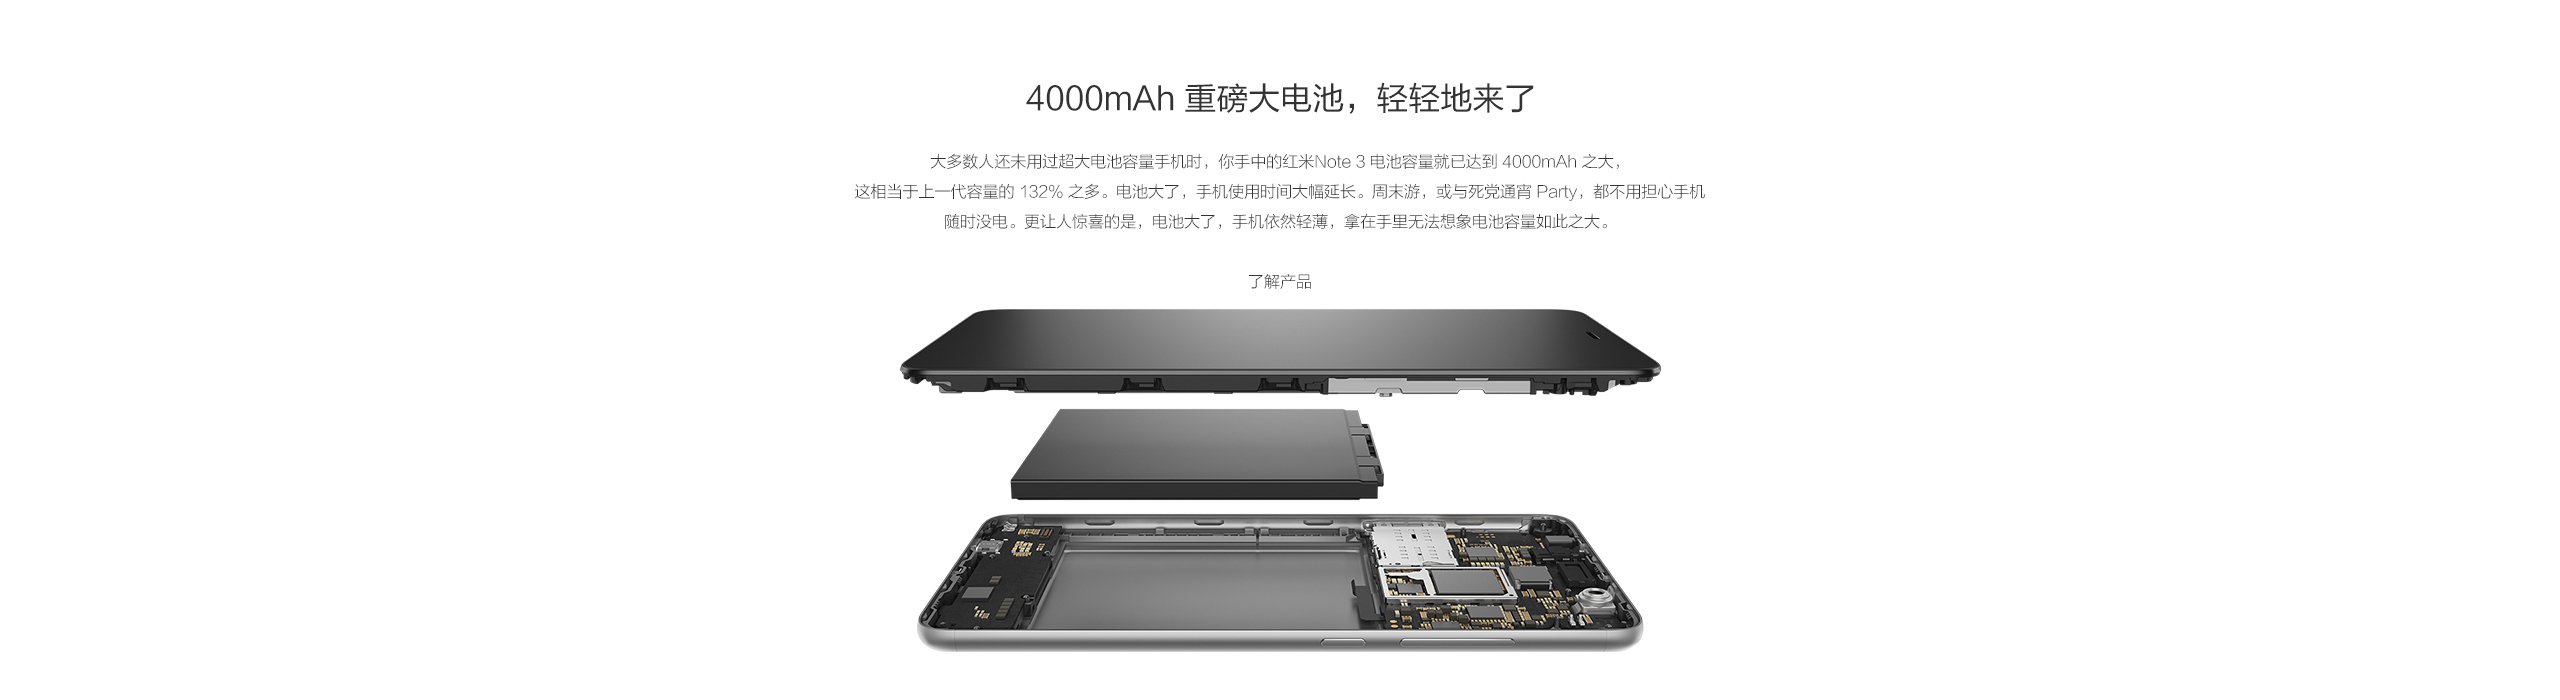 4000mAh 重磅大电池，轻轻地来了
大多数人还未用过超大电池容量手机时，你手中的红米Note 3 电池容量就已达到 4000mAh 之大，
这相当于上一代容量的 132% 之多。电池大了，手机使用时间大幅延长。周末游，或与死党通宵 Party，都不用担心手机
随时没电。更让人惊喜的是，电池大了，手机依然轻薄，拿在手里无法想象电池容量如此之大。
了解产品